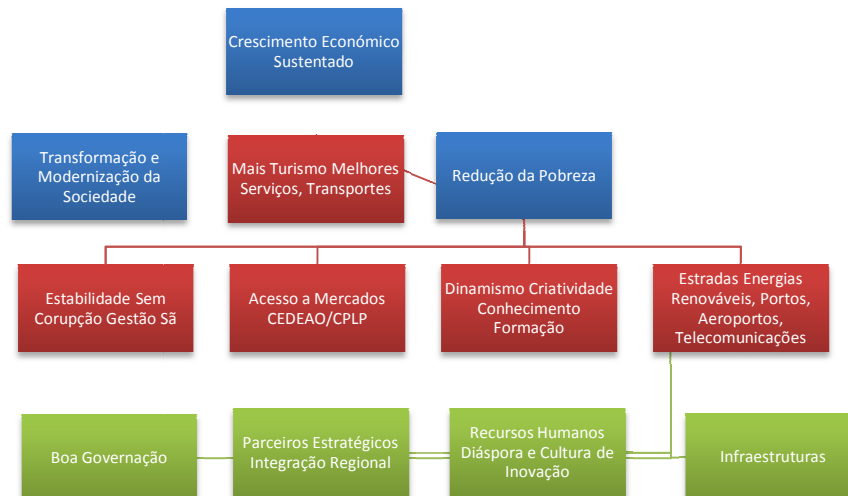 Crescimento Económico
Sustentado
Transformação e
Modernização da
Sociedade
Mais Turismo Melhores
Serviços, Transportes
Redução da Pobreza
Estabilidade Sem
Corrupção Gestão Sã
Acesso a Mercados
CEDEAO/CPLP
Dinamismo Criatividade
Conhecimento
Formação
Estradas Energias
Renováveis, Portos,
Aeroportos,
Telecomunicações
Boa Governação
Parceiros Estratégicos
Integração Regional
Recursos Humanos
Diáspora e Cultura de
Inovação
Infraestruturas